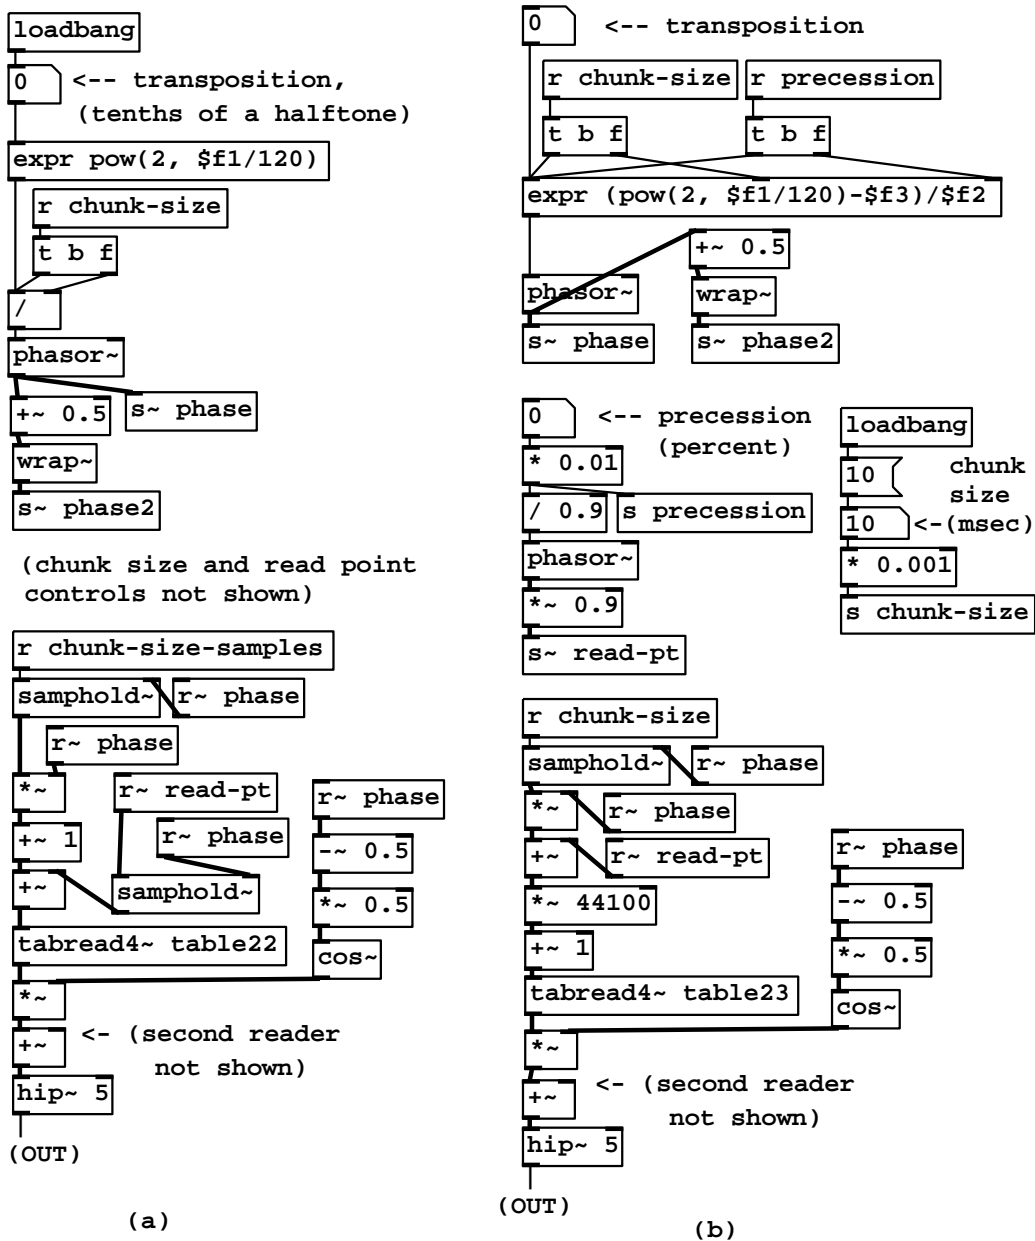 loadbang
0
<-- transposition,
(tenths of a halftone)
expr pow(2, $f1/120)
r chunk-size
t b f
/
phasor~
+~ 0.5
s~ phase
wrap~
s~ phase2
(chunk size and read point
controls not shown)
r chunk-size-samples
samphold~
r~ phase
r~ phase
*~
r~ read-pt
r~ phase
+~ 1
r~ phase
-~ 0.5
+~
samphold~
*~ 0.5
tabread4~ table22
cos~
*~
+~
<- (second reader
not shown)
hip~ 5
(OUT)
(a)
0
<-- transposition
r chunk-size
r precession
t b f
t b f
expr (pow(2, $f1/120)-$f3)/$f2
+~ 0.5
phasor~
wrap~
s~ phase
s~ phase2
0
<-- precession
(percent)
* 0.01
/ 0.9
s precession
phasor~
*~ 0.9
s~ read-pt
loadbang
10
chunk
size
10
<-(msec)
* 0.001
s chunk-size
r chunk-size
samphold~
r~ phase
*~
r~ phase
+~
r~ read-pt
r~ phase
*~ 44100
-~ 0.5
+~ 1
*~ 0.5
tabread4~ table23
cos~
*~
+~
<- (second reader
not shown)
hip~ 5
(OUT)
(b)